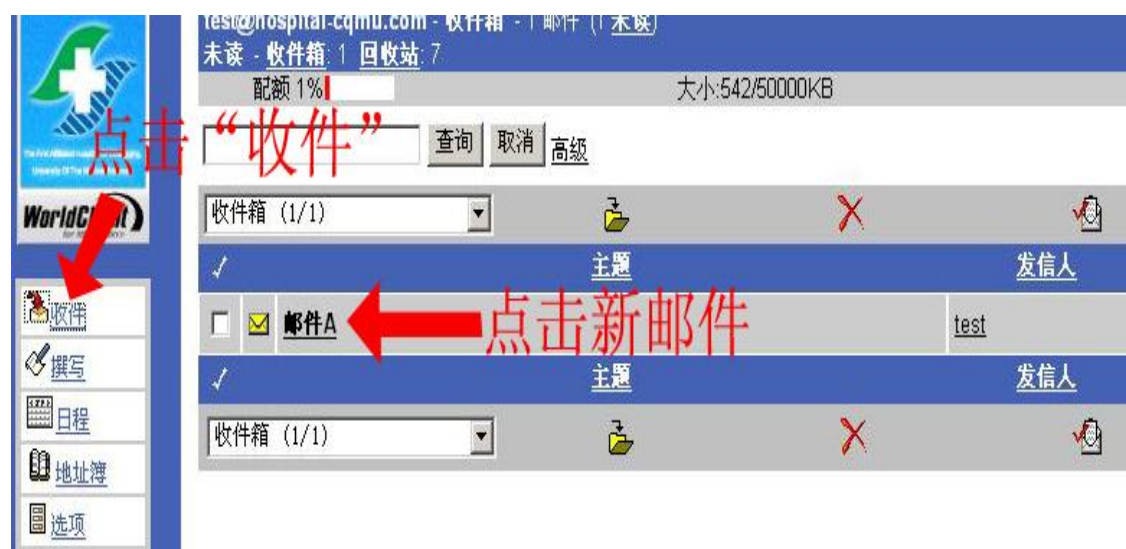 test@hospital-cqmu.com - 收件箱 - 1 邮件 (1 未读)
未读 - 收件箱: 1 回收站: 7
配额 1%
大小:542/50000KB
点击“收件”
查询 取消 高级
WorldClient
收件箱 (1/1)
主题 发信人
收件
邮件A
点击新邮件
test
撰写
主题 发信人
日程
收件箱 (1/1)
地址簿
选项